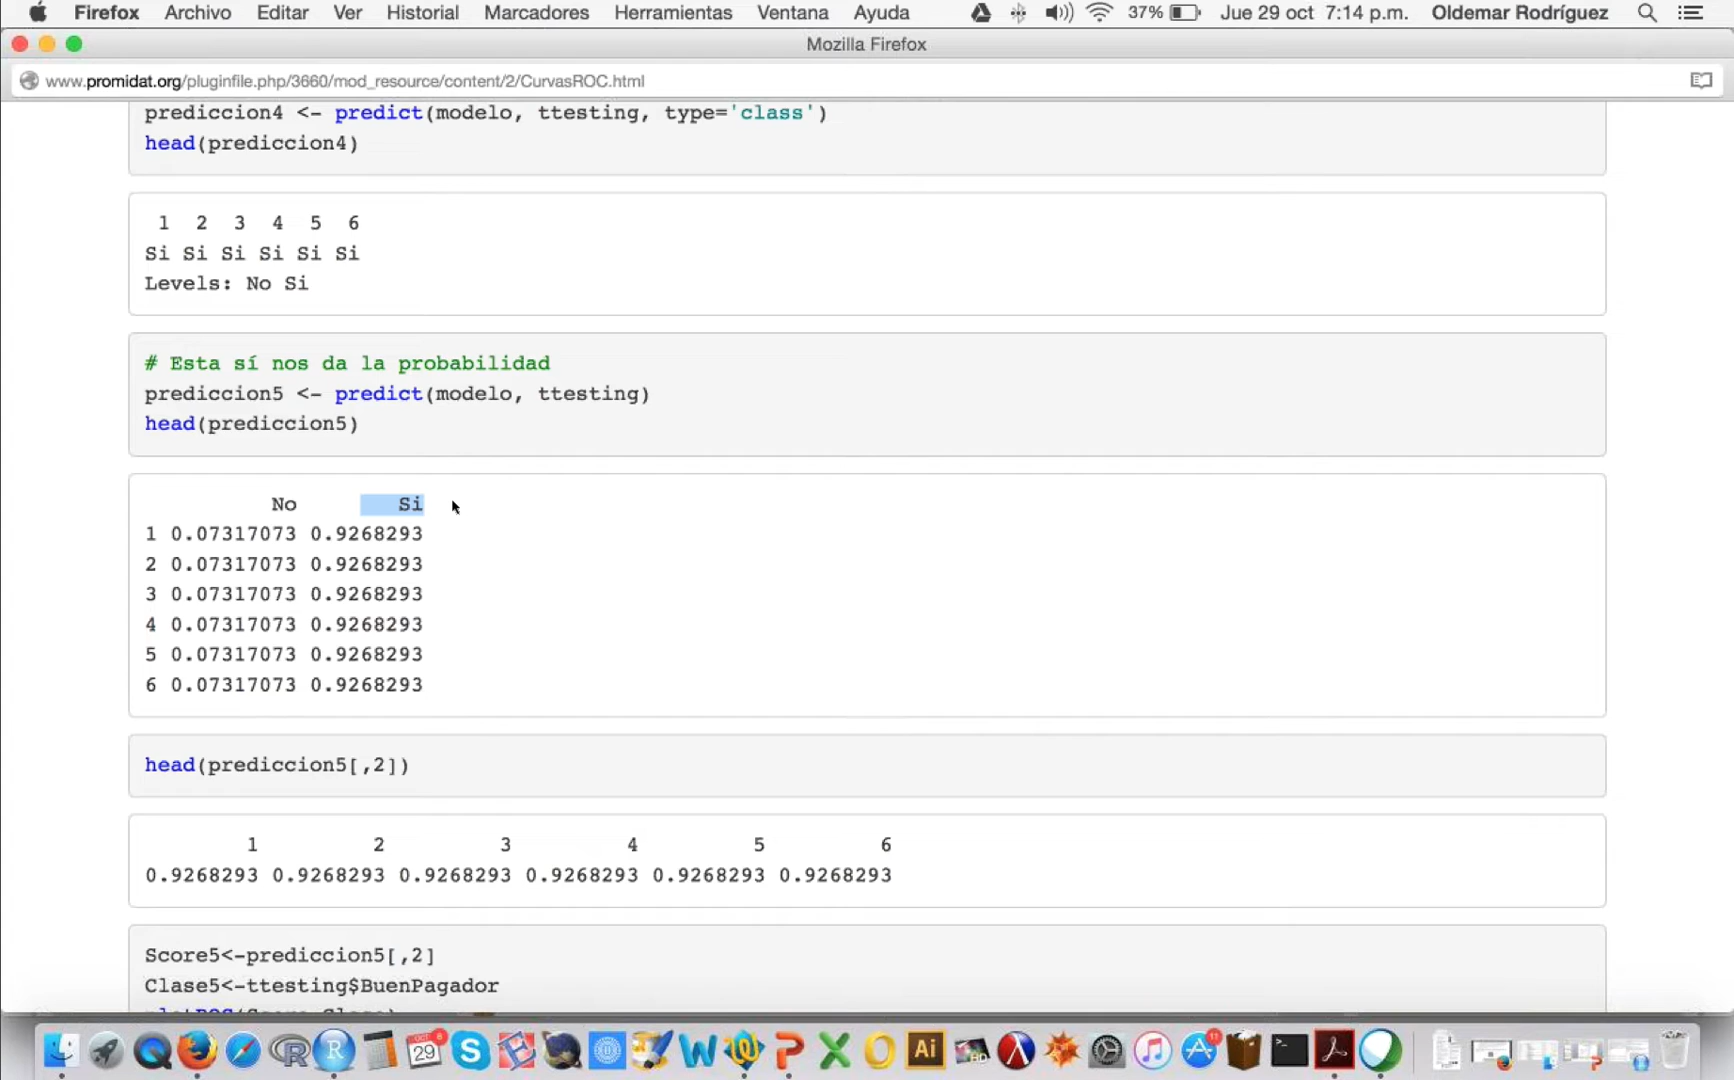 Firefox Archivo Editar Ver Historial Marcadores Herramientas Ventana Ayuda 37% Jue 29 oct 7:14 p.m. Oldemar Rodríguez
Mozilla Firefox
www.promidat.org/pluginfile.php/3660/mod_resource/content/2/CurvasROC.html
prediccion4 <- predict(modelo, ttesting, type='class')
head(prediccion4)
1 2 3 4 5 6
Si Si Si Si Si Si
Levels: No Si
# Esta sí nos da la probabilidad
prediccion5 <- predict(modelo, ttesting)
head(prediccion5)
No Si
1 0.07317073 0.9268293
2 0.07317073 0.9268293
3 0.07317073 0.9268293
4 0.07317073 0.9268293
5 0.07317073 0.9268293
6 0.07317073 0.9268293
head(prediccion5[,2])
1 2 3 4 5 6
0.9268293 0.9268293 0.9268293 0.9268293 0.9268293 0.9268293
Score5<-prediccion5[,2]
Clase5<-ttesting$BuenPagador
29
Ai